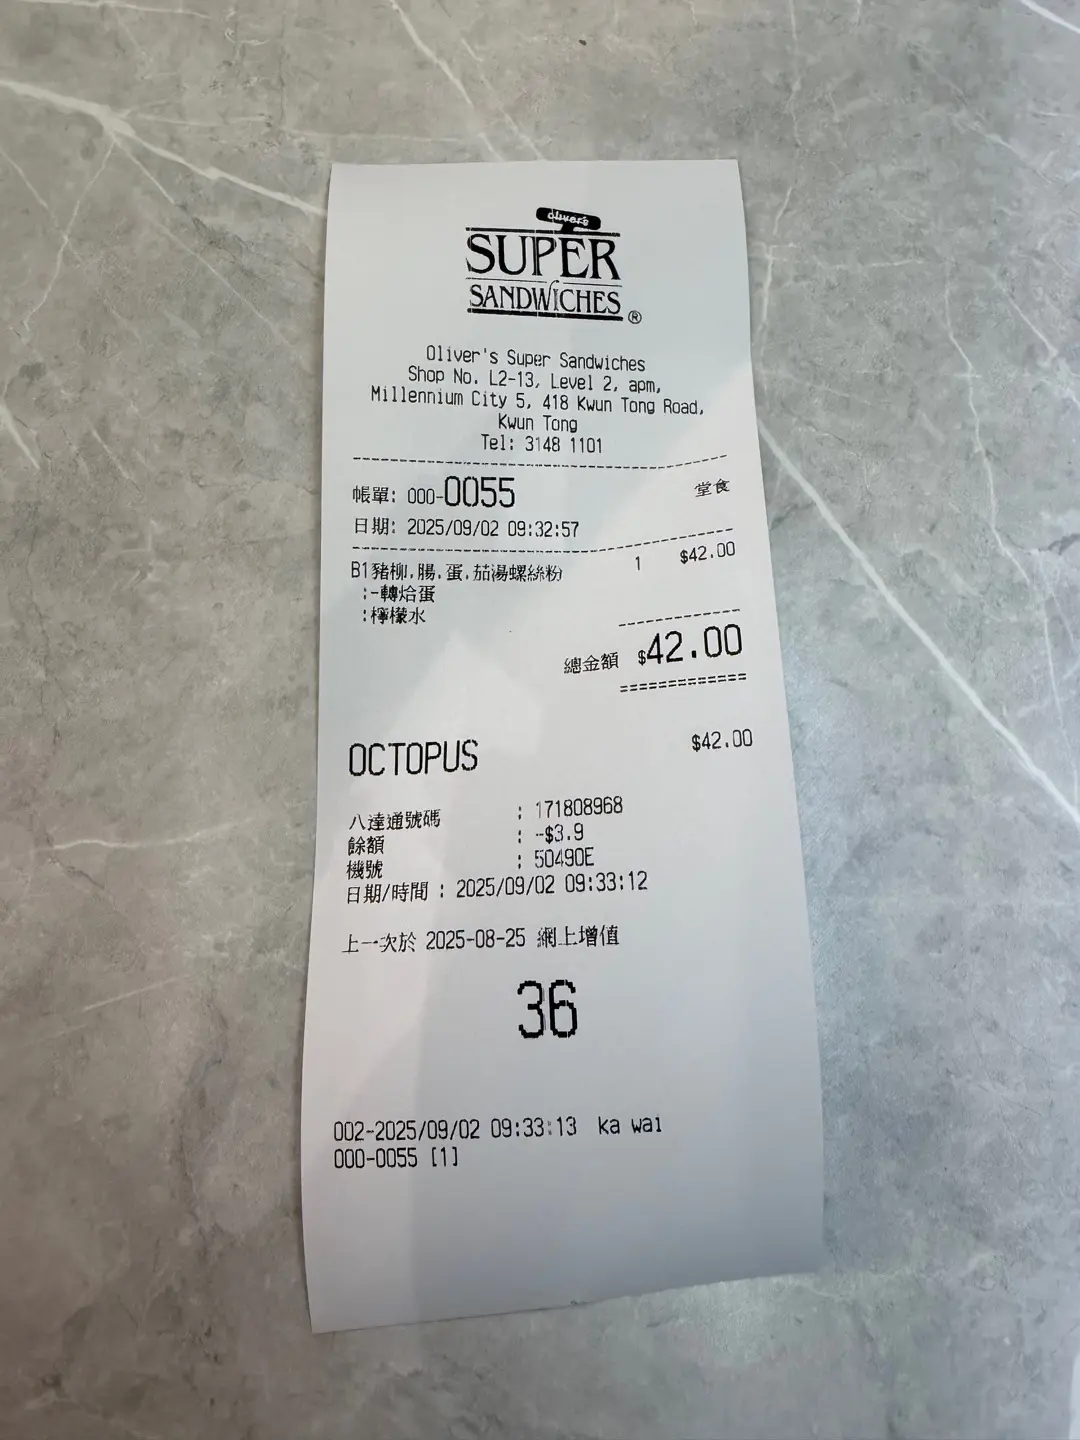 oliver's
SUPER
SANDWICHES ®
Oliver's Super Sandwiches
Shop No. L2-13, Level 2, apm,
Millennium City 5, 418 Kwun Tong Road,
Kwun Tong
Tel: 3148 1101
帳單: 000-0055 堂食
日期: 2025/09/02 09:32:57
B1豬柳.腸.蛋.茄湯螺絲粉 1 $42.00
:-轉烚蛋
:檸檬水
總金額 $42.00
OCTOPUS $42.00
八達通號碼 : 171808968
餘額 : -$3.9
機號 : 50490E
日期/時間 : 2025/09/02 09:33:12
上一次於 2025-08-25 網上增值
36
002-2025/09/02 09:33:13 ka wai
000-0055 [1]